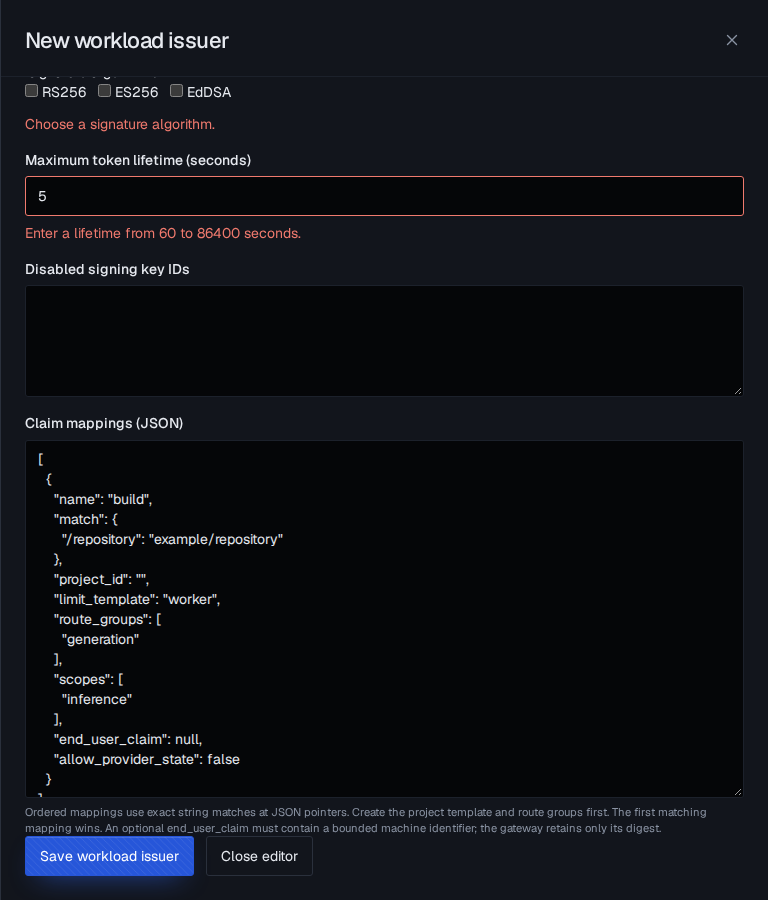 New workload issuer
RS256 ES256 EdDSA
Choose a signature algorithm.
Maximum token lifetime (seconds)
5
Enter a lifetime from 60 to 86400 seconds.
Disabled signing key IDs
Claim mappings (JSON)
[
{
"name": "build",
"match": {
"/repository": "example/repository"
},
"project_id": "",
"limit_template": "worker",
"route_groups": [
"generation"
],
"scopes": [
"inference"
],
"end_user_claim": null,
"allow_provider_state": false
}
Ordered mappings use exact string matches at JSON pointers. Create the project template and route groups first. The first matching
mapping wins. An optional end_user_claim must contain a bounded machine identifier; the gateway retains only its digest.
Save workload issuer Close editor